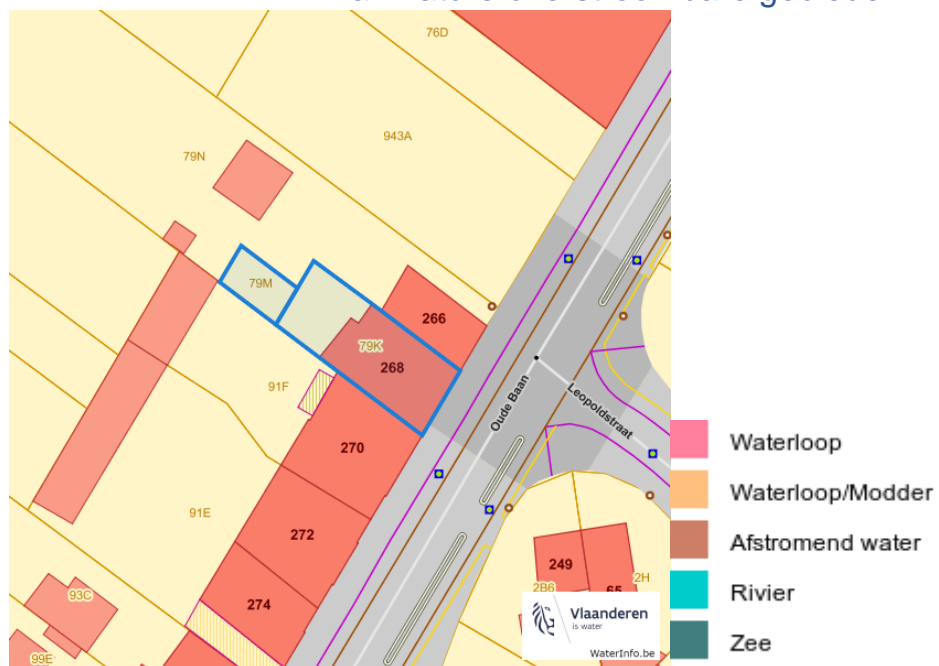 76D
943A
79N
79M
266
79K
268
91F
Oude Baan
Leopoldstraat
270
91E
272
249
65
2H
2B6
93C
274
99E
Vlaanderen
is water
WaterInfo.be
Waterloop
Waterloop/Modder
Afstromend water
Rivier
Zee